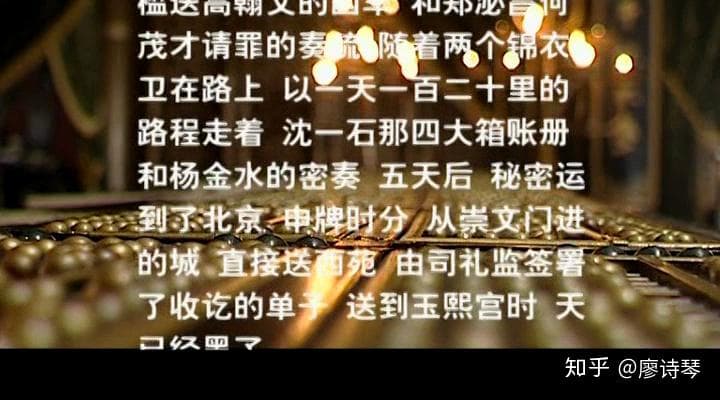 槛送高翰文的囚车 和郑泌昌何
茂才请罪的奏疏 随着两个锦衣
卫在路上 以一天一百二十里的
路程走着 沈一石那四大箱账册
和杨金水的密奏 五天后 秘密运
到了北京 申牌时分 从崇文门进
的城 直接送西苑 由司礼监签署
了收讫的单子 送到玉熙宫时 天
已经黑了
知乎 @廖诗琴